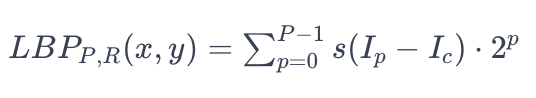 LBP_{P,R}(x, y) = \sum_{p=0}^{P-1} s(I_p - I_c) \cdot 2^p